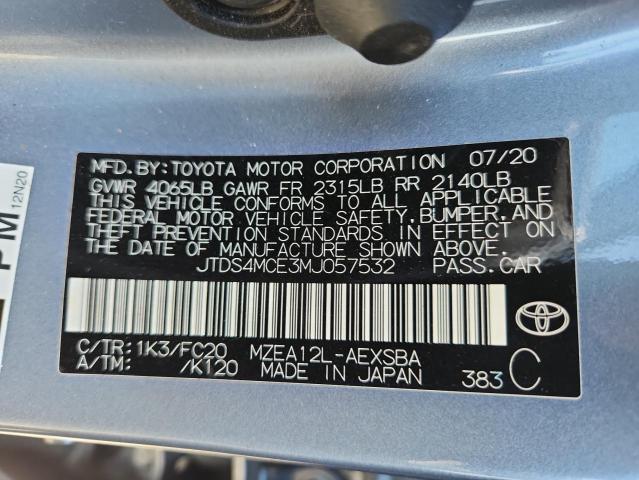 MFD. BY: TOYOTA MOTOR CORPORATION 07/20
GVWR 4065LB GAWR FR 2315LB RR 2140LB
THIS VEHICLE CONFORMS TO ALL APPLICABLE
FEDERAL MOTOR VEHICLE SAFETY, BUMPER, AND
THEFT PREVENTION STANDARDS IN EFFECT ON
THE DATE OF MANUFACTURE SHOWN ABOVE.
JTDS4MCE3MJ057532 PASS. CAR
C/TR: 1K3/FC20 MZEA12L-AEXSBA
A/TM: /K120 MADE IN JAPAN 383 C
PM 12N20